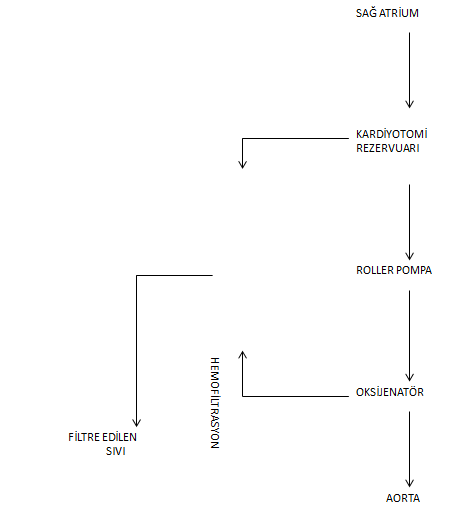 SAĞ ATRİUM
KARDİYOTOMİ
REZERVUARI
ROLLER POMPA
HEMOFİLTRASYON
OKSİJENATÖR
FİLTRE EDİLEN
SIVI
AORTA